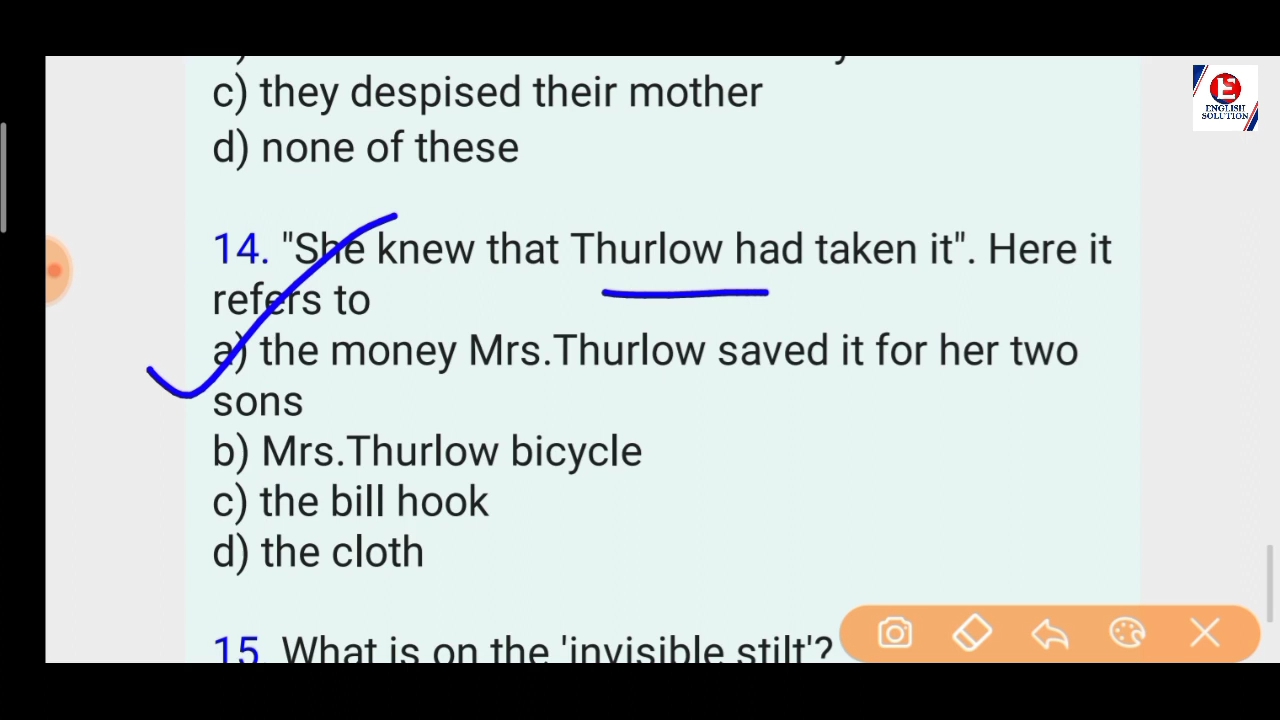 c) they despised their mother
d) none of these
14. "She knew that Thurlow had taken it". Here it
refers to
a) the money Mrs.Thurlow saved it for her two
sons
b) Mrs.Thurlow bicycle
c) the bill hook
d) the cloth
15. What is on the 'invisible stilt'?
ES
ENGLISH
SOLUTION